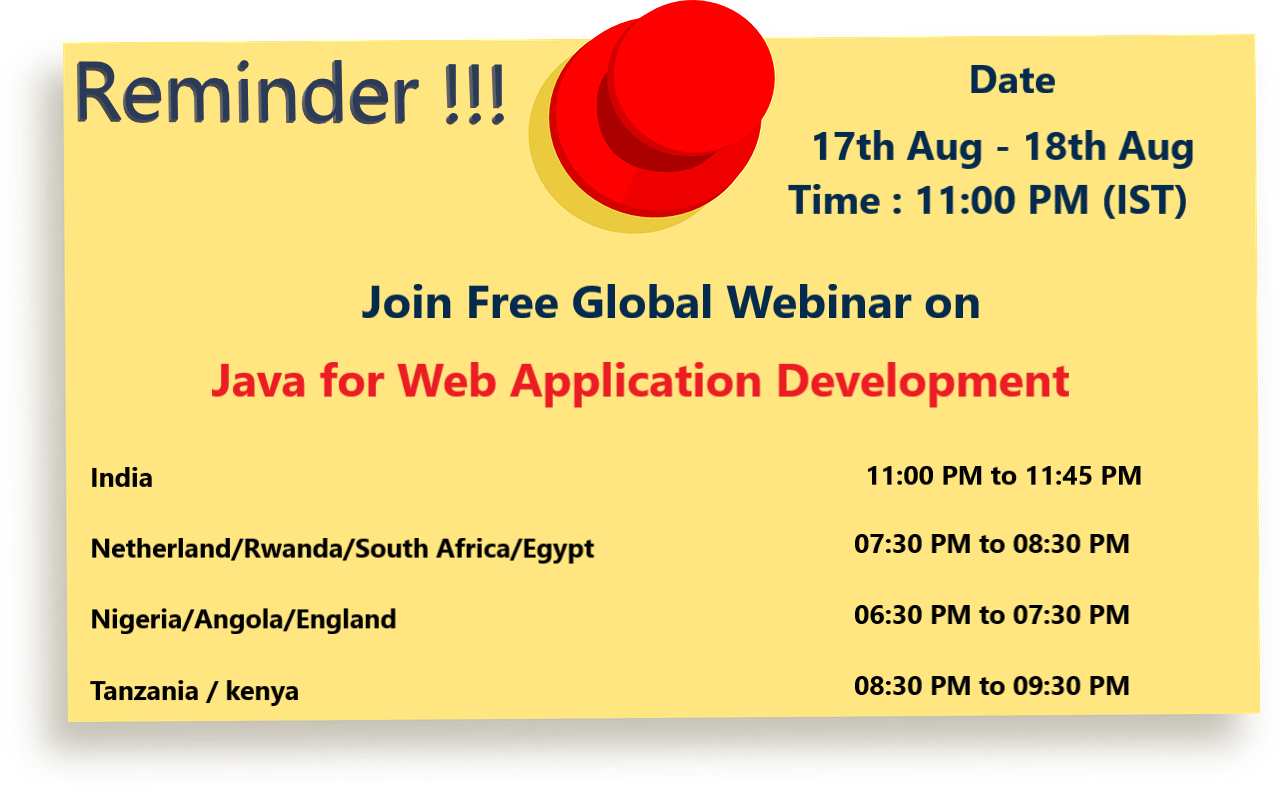 Reminder !!!
Date
17th Aug - 18th Aug
Time : 11:00 PM (IST)
Join Free Global Webinar on
Java for Web Application Development
India 11:00 PM to 11:45 PM
Netherland/Rwanda/South Africa/Egypt 07:30 PM to 08:30 PM
Nigeria/Angola/England 06:30 PM to 07:30 PM
Tanzania / kenya 08:30 PM to 09:30 PM